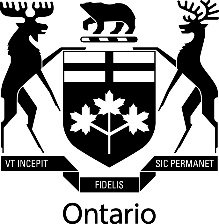 VT INCEPIT SIC PERMANET
FIDELIS
Ontario